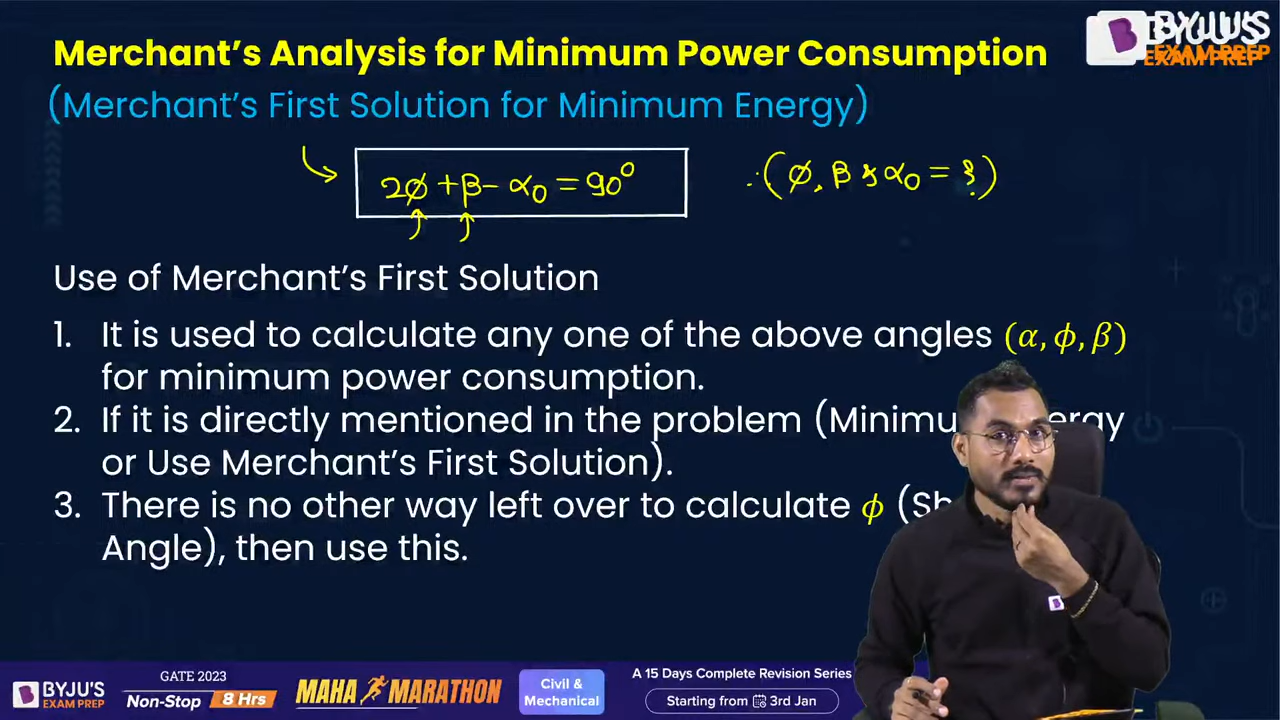 Merchant's Analysis for Minimum Power Consumption
BYJU'S
EXAM PREP
(Merchant's First Solution for Minimum Energy)
2ϕ + β - α₀ = 90°
∴ (ϕ, β & α₀ = ?)
Use of Merchant's First Solution
1. It is used to calculate any one of the above angles (α, ϕ, β)
for minimum power consumption.
2. If it is directly mentioned in the problem (Minimu ergy
or Use Merchant's First Solution).
3. There is no other way left over to calculate ϕ (Sh
Angle), then use this.
BYJU'S
EXAM PREP
GATE 2023
Non-Stop 8 Hrs
MAHA MARATHON
Civil &
Mechanical
A 15 Days Complete Revision Series
Starting from 3rd Jan